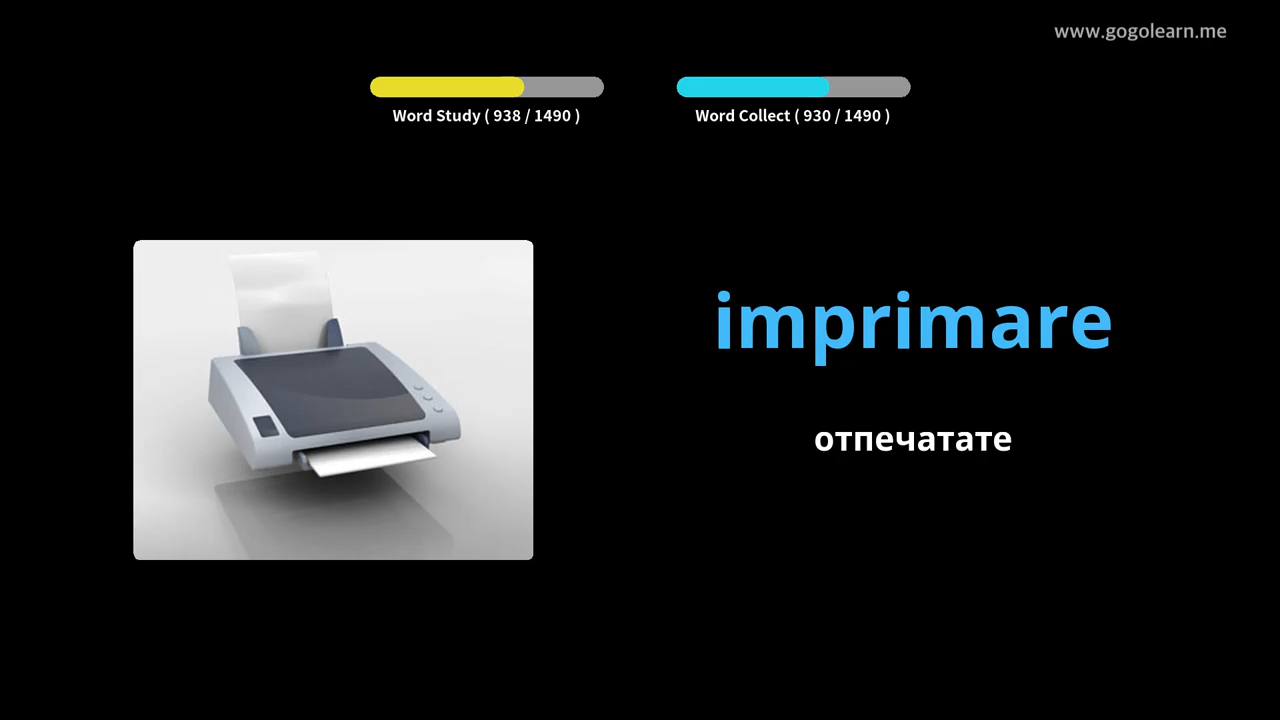 www.gogolearn.me
Word Study ( 938 / 1490 )
Word Collect ( 930 / 1490 )
imprimare
отпечатате